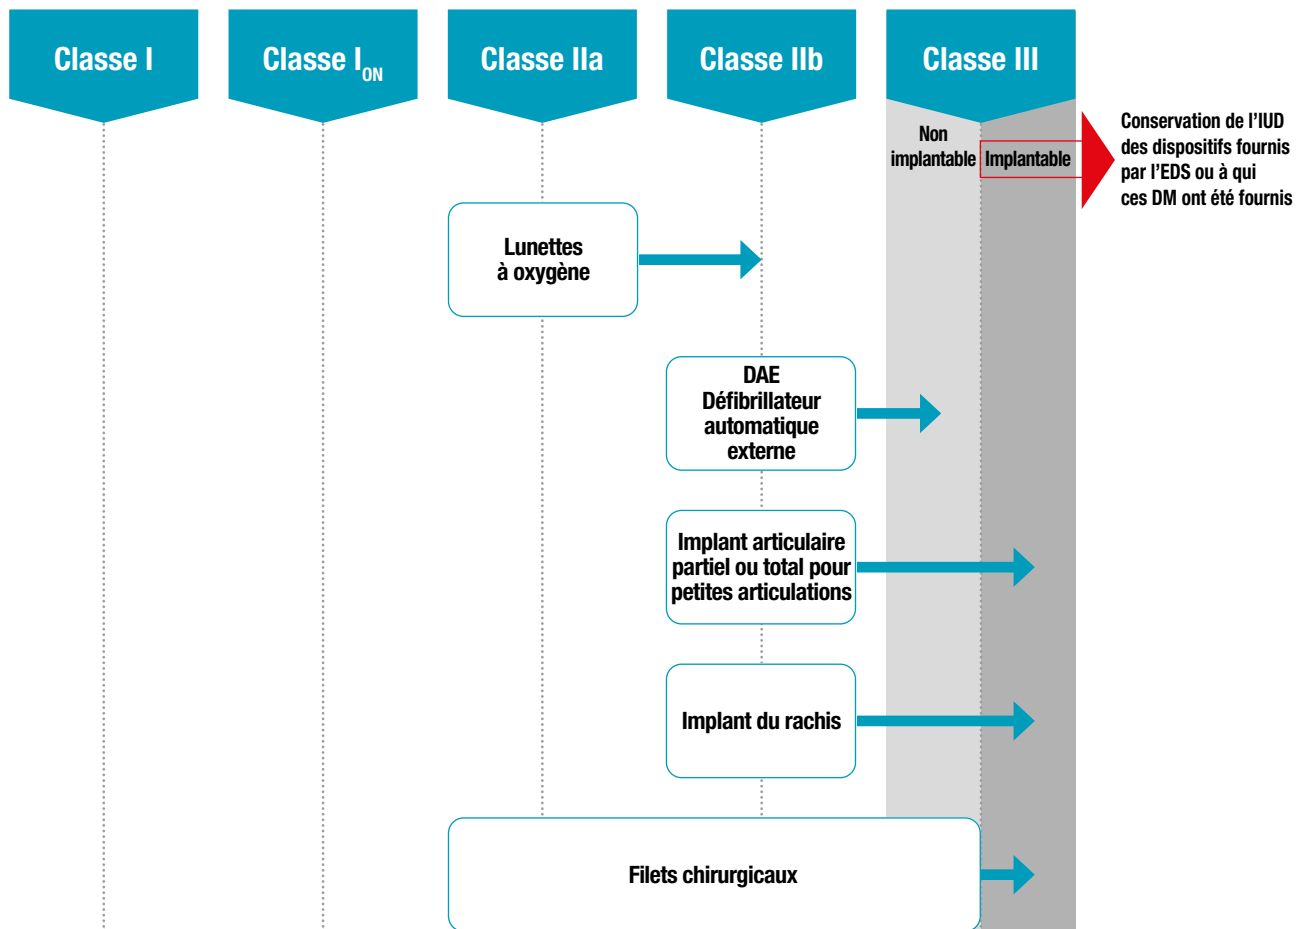 Classe I
Classe I ON
Classe IIa
Classe IIb
Classe III
Non
implantable
Implantable
Conservation de l'IUD
des dispositifs fournis
par l'EDS ou à qui
ces DM ont été fournis
Lunettes
à oxygène
DAE
Défibrillateur
automatique
externe
Implant articulaire
partiel ou total pour
petites articulations
Implant du rachis
Filets chirurgicaux